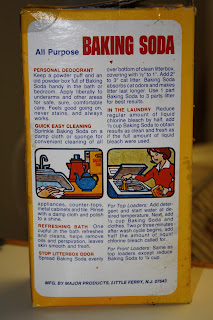 All Purpose BAKING SODA
PERSONAL DEODORANT
Keep a powder puff and an
old powder box full of Baking
Soda handy in the bath or
bedroom. Apply liberally to
underarms and other areas
for safe, sure, comfortable
care. Feels good going on,
never stains, and always
works.
QUICK EASY CLEANING
Sprinkle Baking Soda on a
damp cloth or sponge for
convenient cleaning of all
appliances, counter-tops,
metal cabinets and tile. Rinse
with a damp cloth and polish
to a shine.
REFRESHING BATH One
cupful in the tub refreshes
and cleans, helps remove
oils and perspiration, leaves
skin smooth and fresh.
STOP LITTERBOX ODOR
Spread Baking Soda evenly
over bottom of clean litterbox,
covering with
to
Add 2" to
3" cat litter. Baking Soda
absorbs cat odors and makes
litter last longer. Use 1 part
Baking Soda to 3 parts litter
for best results.
IN THE LAUNDRY Reduce
regular amount of liquid
chlorine bleach by half, add
½ cup Baking Soda for wash
results as clean and fresh as
if the full amount of liquid
bleach were used.
For Top Loaders: Add deter-
gent and start water at de-
sired temperature. Next, add
½ cup Baking Soda and
clothes. Two or three minutes
after wash cycle begins, add
half the amount of liquid
chlorine bleach called for.
For Front Loaders: Same as
top loaders except reduce
Baking Soda to
cup.
MFG. BY MAJOR PRODUCTS, LITTLE FERRY, N.J. 07643